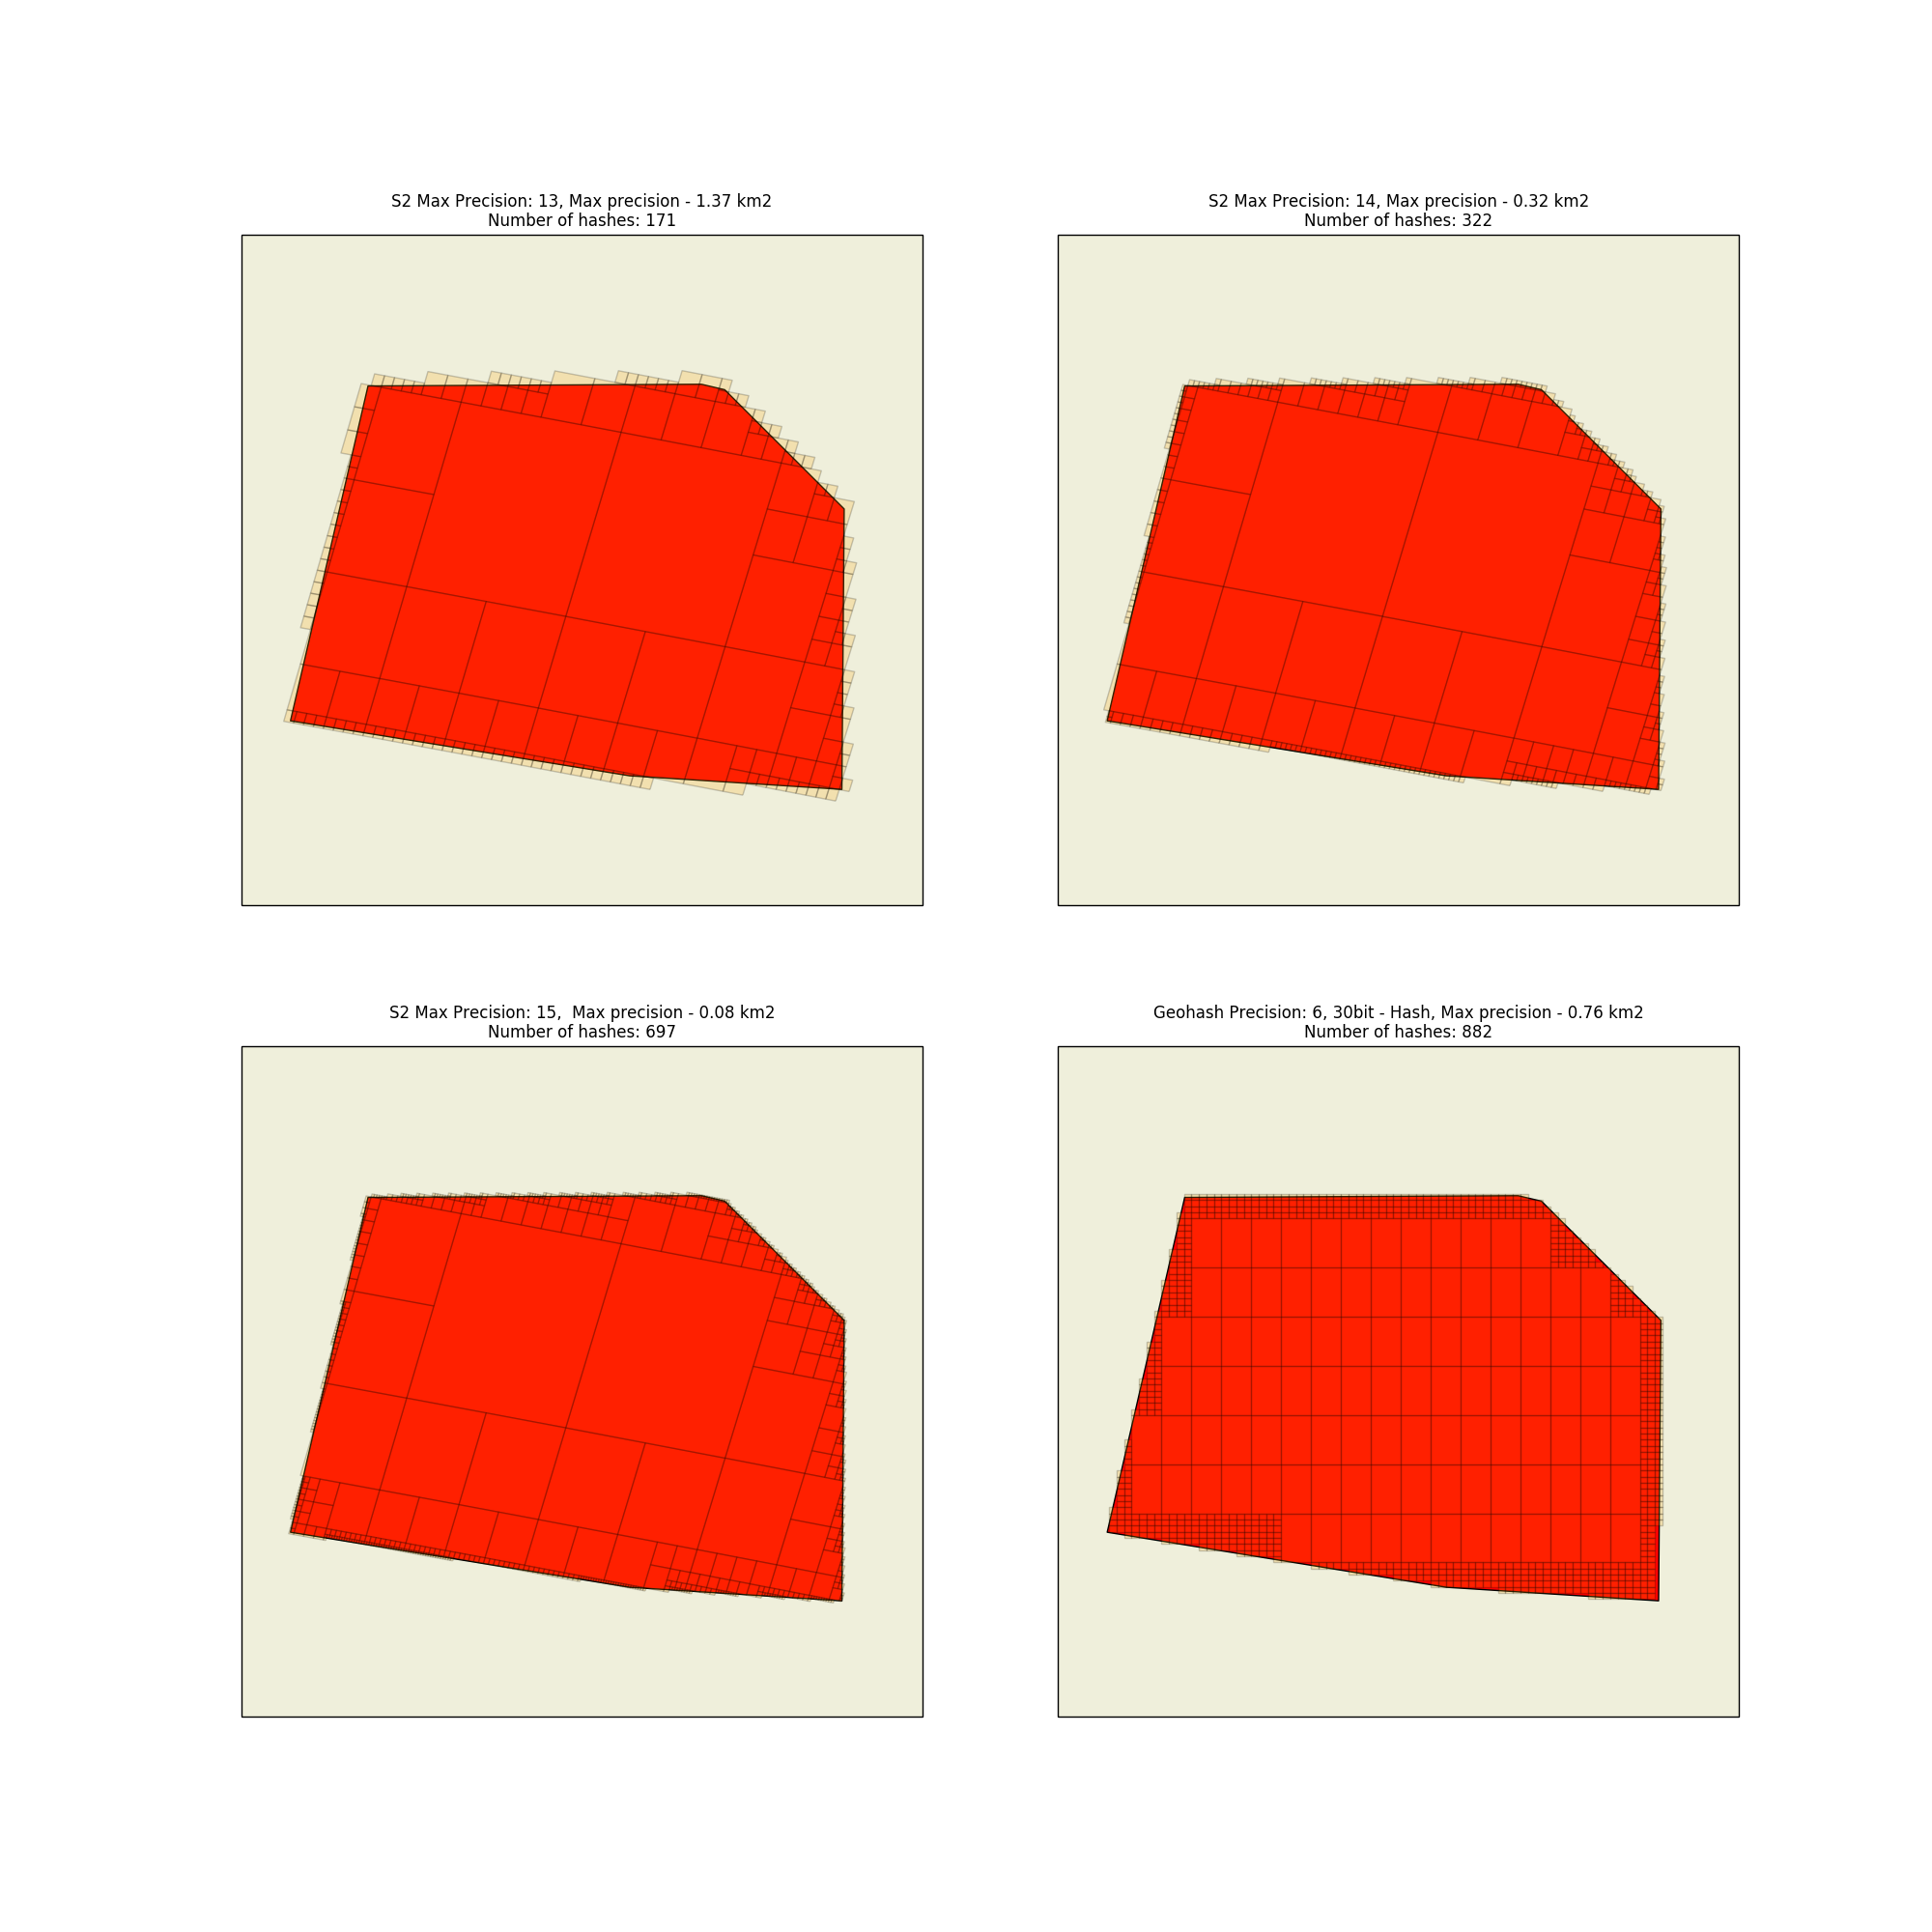 S2 Max Precision: 13, Max precision - 1.37 km2
Number of hashes: 171
S2 Max Precision: 14, Max precision - 0.32 km2
Number of hashes: 322
S2 Max Precision: 15,  Max precision - 0.08 km2
Number of hashes: 697
Geohash Precision: 6, 30bit - Hash, Max precision - 0.76 km2
Number of hashes: 882